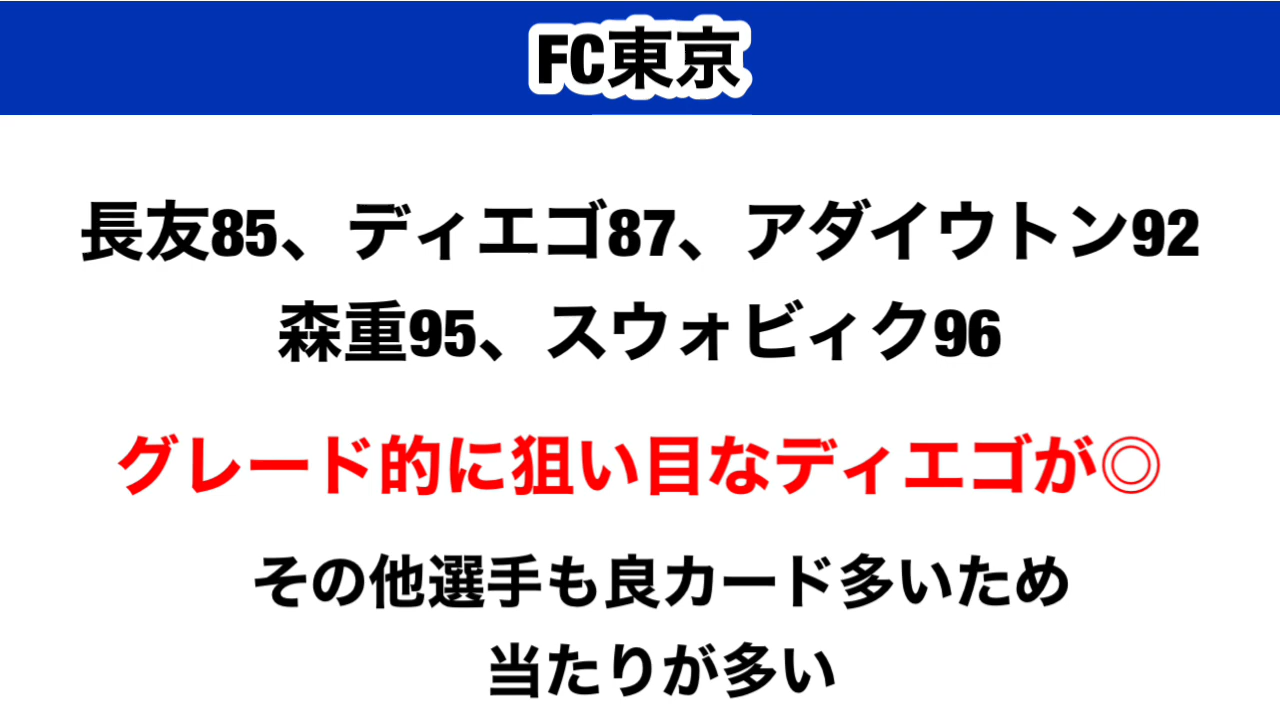 FC東京
長友85、ディエゴ87、アダイウトン92
森重95、スウォビィク96
グレード的に狙い目なディエゴが◎
その他選手も良カード多いため
当たりが多い